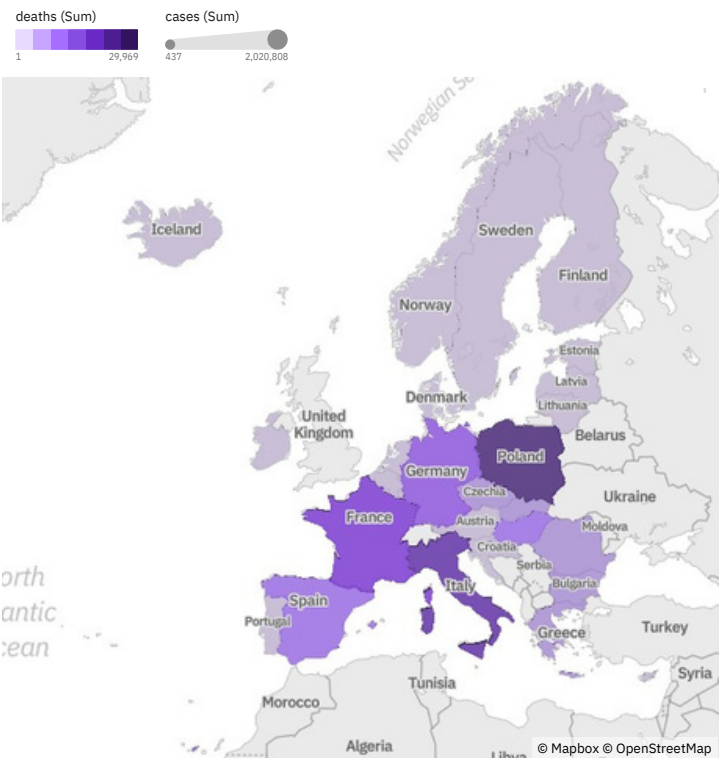 deaths (Sum)
cases (Sum)
1
29,969
437
2,020,808
Norwegian Se
Iceland
Sweden
Finland
Norway
Estonia
Latvia
Denmark
Lithuania
United
Kingdom
Belarus
Poland
Germany
Czechia
Ukraine
France
Austria
Moldova
Croatia
Serbia
orth
antic
cean
Italy
Bulgaria
Spain
Portugal
Greece
Turkey
Syria
Tunisia
Morocco
Algeria
Libya
© Mapbox © OpenStreetMap